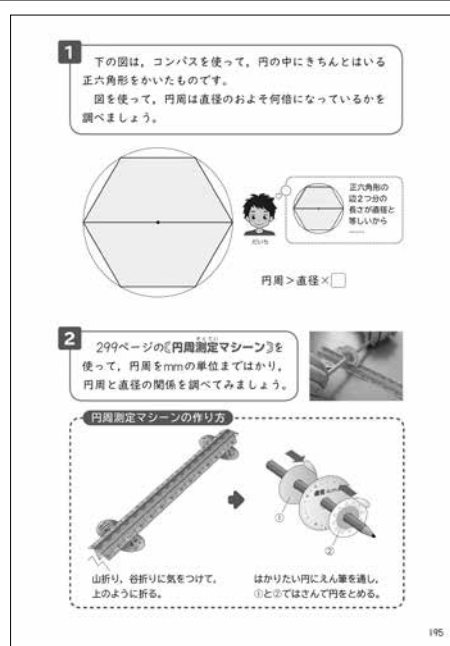 1
下の図は，コンパスを使って，円の中にきちんとはいる
正六角形をかいたものです。
図を使って，円周は直径のおよそ何倍になっているかを
調べましょう。
正六角形の
辺2つ分の
長さが直径と
等しいから
だいち
円周＞直径×□
2
299ページの《円周測定マシーン》を
そくてい
使って，円周をmmの単位まではかり，
円周と直径の関係を調べてみましょう。
円周測定マシーンの作り方
①
②
山折り，谷折りに気をつけて，
上のように折る。
はかりたい円にえん筆を通し，
①と②ではさんで円をとめる。
195